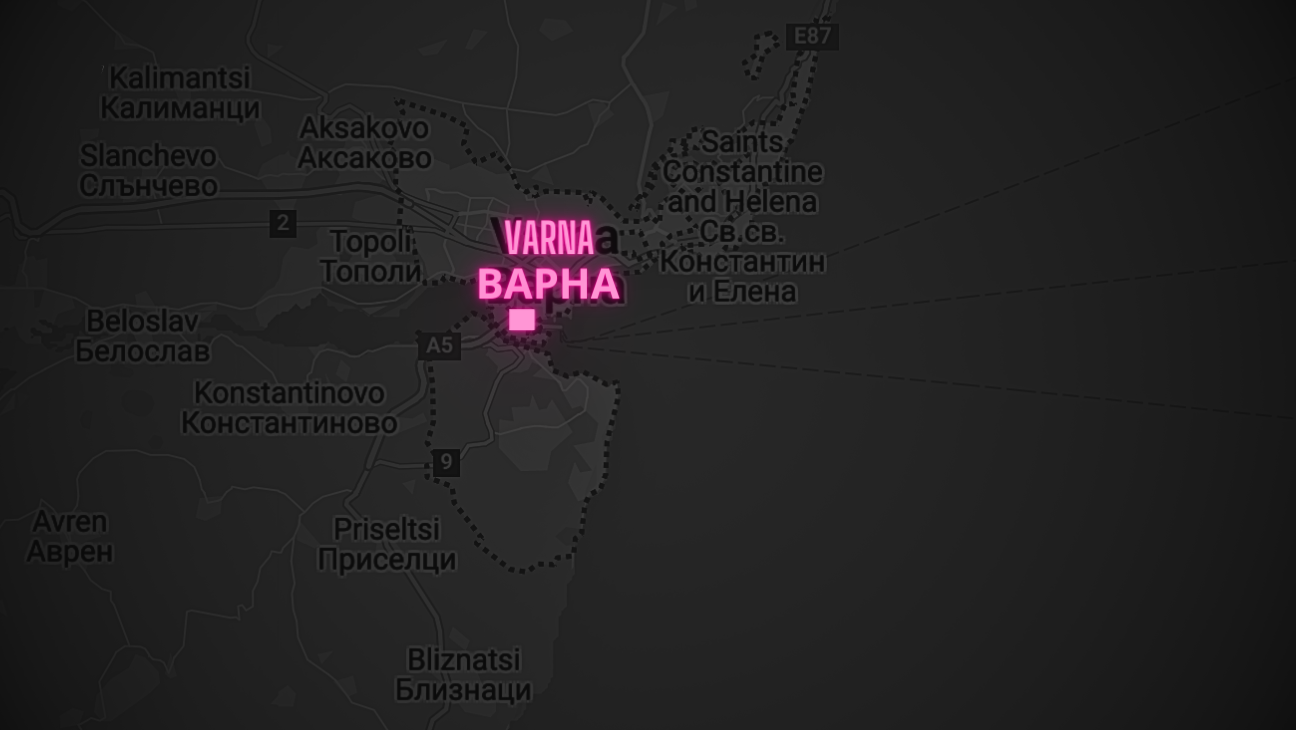 E87
Kalimantsi
Калиманци
Aksakovo
Аксаково
Slanchevo
Слънчево
Saints
Constantine
and Helena
Св.св.
Константин
и Елена
2
Topoli
Тополи
VARNA
ВАРНА
Beloslav
Белослав
A5
Konstantinovo
Константиново
9
Avren
Аврен
Priseltsi
Приселци
Bliznatsi
Близнаци